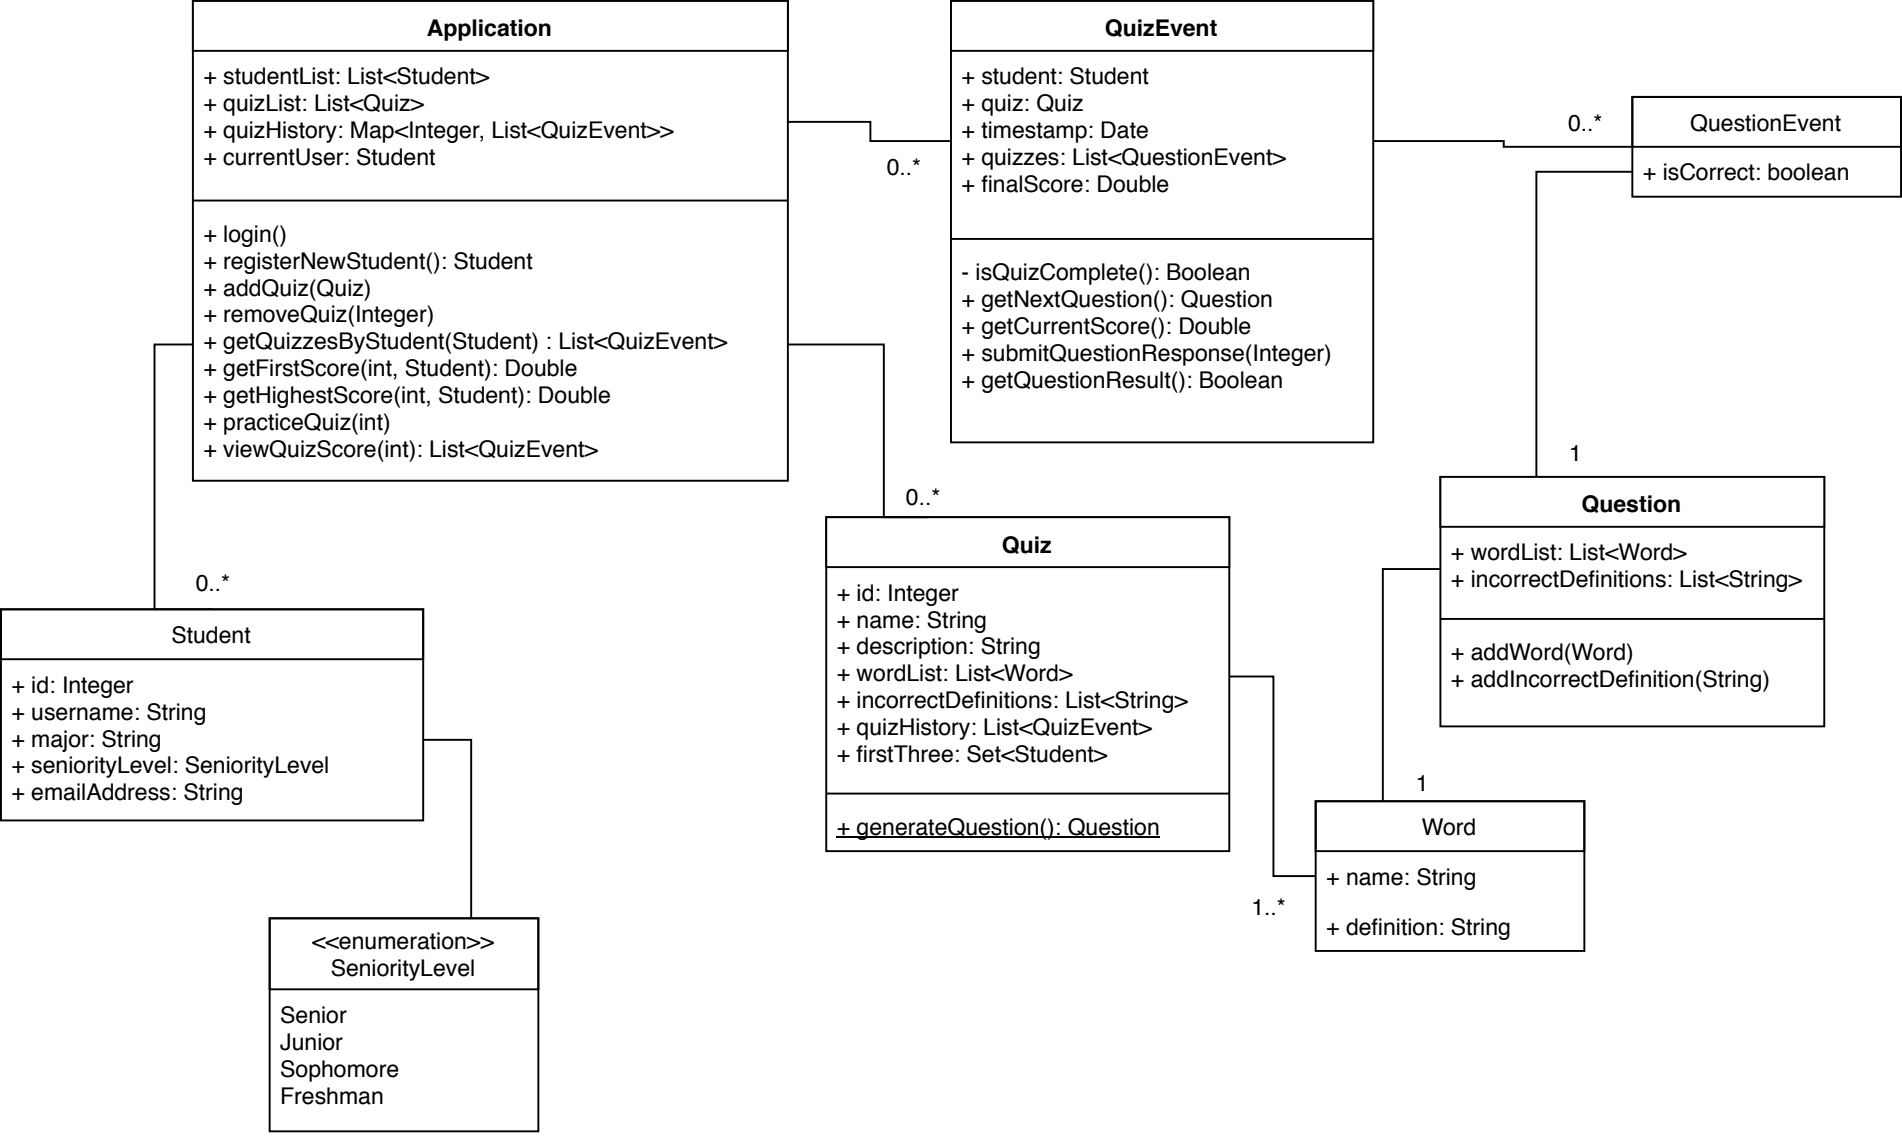 Application
+ studentList: List<Student>
+ quizList: List<Quiz>
+ quizHistory: Map<Integer, List<QuizEvent>>
+ currentUser: Student
+ login()
+ registerNewStudent(): Student
+ addQuiz(Quiz)
+ removeQuiz(Integer)
+ getQuizzesByStudent(Student) : List<QuizEvent>
+ getFirstScore(int, Student): Double
+ getHighestScore(int, Student): Double
+ practiceQuiz(int)
+ viewQuizScore(int): List<QuizEvent>
0..*
QuizEvent
+ student: Student
+ quiz: Quiz
+ timestamp: Date
+ quizzes: List<QuestionEvent>
+ finalScore: Double
- isQuizComplete(): Boolean
+ getNextQuestion(): Question
+ getCurrentScore(): Double
+ submitQuestionResponse(Integer)
+ getQuestionResult(): Boolean
0..*
QuestionEvent
+ isCorrect: boolean
1
Question
+ wordList: List<Word>
+ incorrectDefinitions: List<String>
+ addWord(Word)
+ addIncorrectDefinition(String)
0..*
Quiz
+ id: Integer
+ name: String
+ description: String
+ wordList: List<Word>
+ incorrectDefinitions: List<String>
+ quizHistory: List<QuizEvent>
+ firstThree: Set<Student>
+ generateQuestion(): Question
0..*
Student
+ id: Integer
+ username: String
+ major: String
+ seniorityLevel: SeniorityLevel
+ emailAddress: String
1
Word
+ name: String
+ definition: String
1..*
<<enumeration>>
SeniorityLevel
Senior
Junior
Sophomore
Freshman